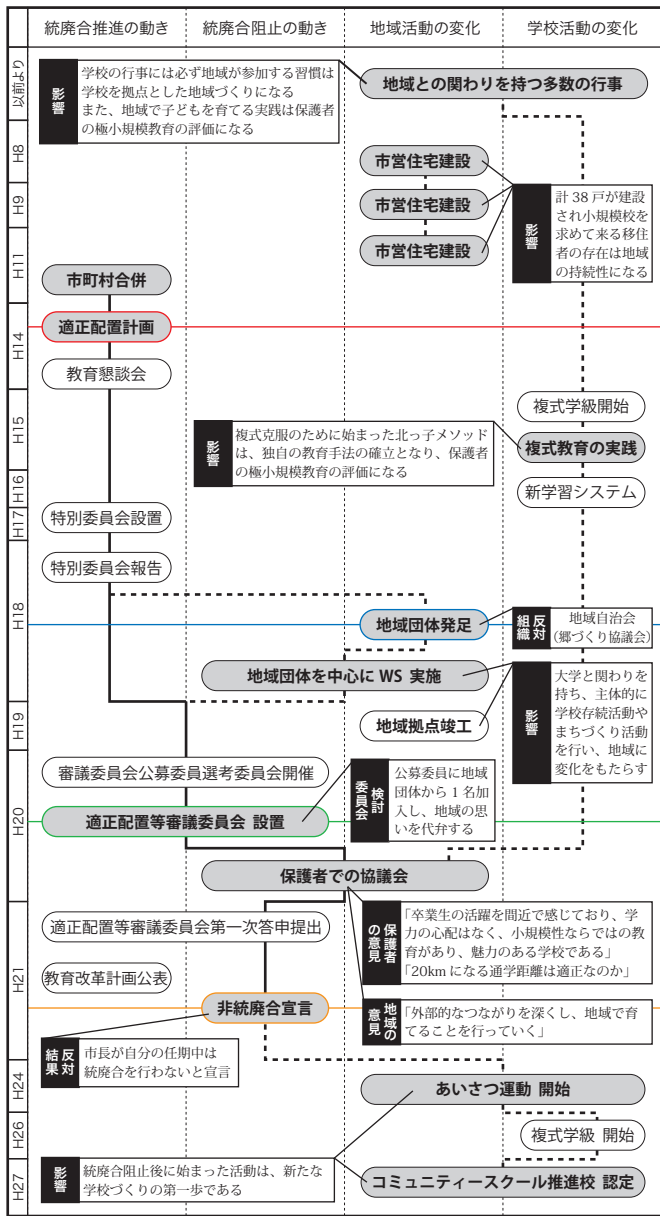 統廃合推進の動き
統廃合阻止の動き
地域活動の変化
学校活動の変化
以前より
影響
学校の行事には必ず地域が参加する習慣は
学校を拠点とした地域づくりになる
また、地域で子どもを育てる実践は保護者
の極小規模教育の評価になる
地域との関わりを持つ多数の行事
H8
市営住宅建設
H9
市営住宅建設
影響
計 38 戸が建設
され小規模校を
求めて来る移住
者の存在は地域
の持続性になる
H11
市営住宅建設
市町村合併
H14
適正配置計画
教育懇談会
H15
複式学級開始
影響
複式克服のために始まった北っ子メソッド
は、独自の教育手法の確立となり、保護者
の極小規模教育の評価になる
複式教育の実践
H16
新学習システム
H17
特別委員会設置
H18
特別委員会報告
地域団体発足
反対
組織
地域自治会
（郷づくり協議会）
地域団体を中心に WS 実施
影響
大学と関わりを
持ち、主体的に
学校存続活動や
まちづくり活動
を行い、地域に
変化をもたらす
H19
地域拠点竣工
H20
審議委員会公募委員選考委員会開催
検討
委員会
公募委員に地域
団体から 1 名加
入し、地域の思
いを代弁する
適正配置等審議委員会 設置
保護者での協議会
H21
適正配置等審議委員会第一次答申提出
保護者
の意見
「卒業生の活躍を間近で感じており、学
力の心配はなく、小規模性ならではの教
育があり、魅力のある学校である」
「20km になる通学距離は適正なのか」
教育改革計画公表
非統廃合宣言
地域の
意見
「外部的なつながりを深くし、地域で育
てることを行っていく」
反対
結果
市長が自分の任期中は
統廃合を行わないと宣言
H24
あいさつ運動 開始
H26
複式学級 開始
H27
影響
統廃合阻止後に始まった活動は、新たな
学校づくりの第一歩である
コミュニティースクール推進校 認定